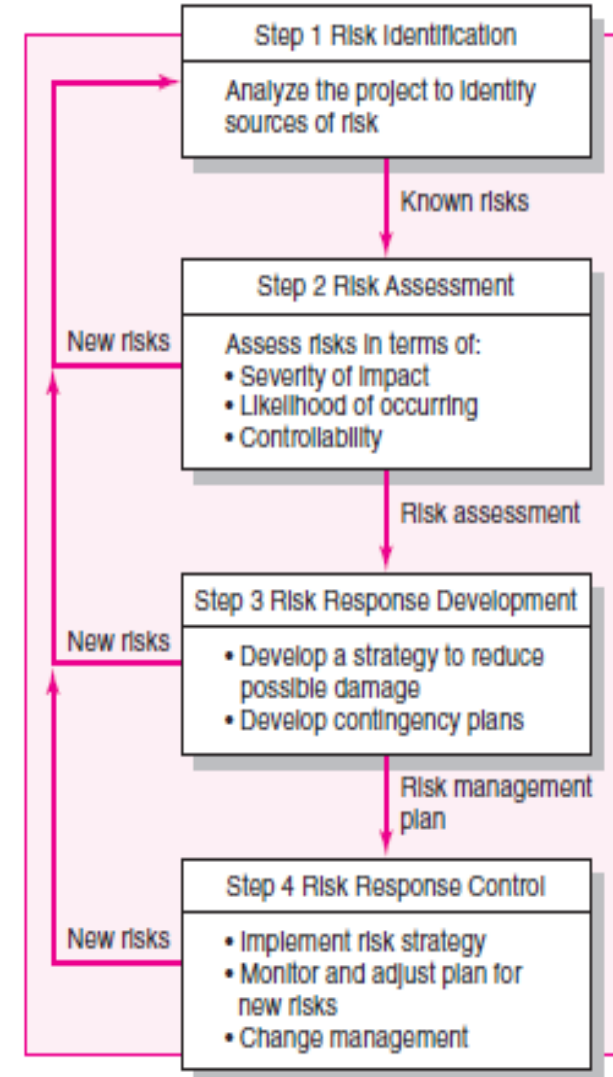 Step 1 Risk Identification
Analyze the project to identify
sources of risk
Known risks
Step 2 Risk Assessment
New risks
Assess risks in terms of:
• Severity of impact
• Likelihood of occurring
• Controllability
Risk assessment
Step 3 Risk Response Development
New risks
• Develop a strategy to reduce
possible damage
• Develop contingency plans
Risk management
plan
Step 4 Risk Response Control
New risks
• Implement risk strategy
• Monitor and adjust plan for
new risks
• Change management